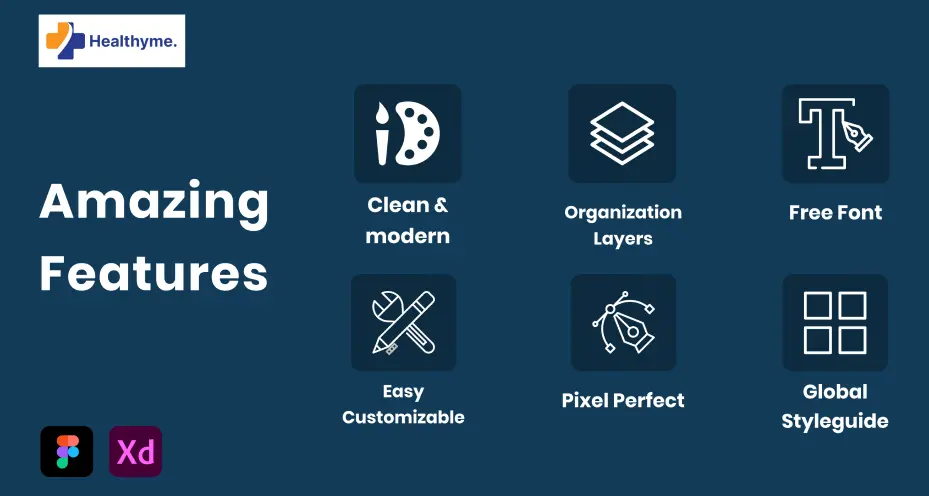 Healthyme.
Amazing
Features
Clean &
modern
Organization
Layers
Free Font
Easy
Customizable
Pixel Perfect
Global
Styleguide
Xd